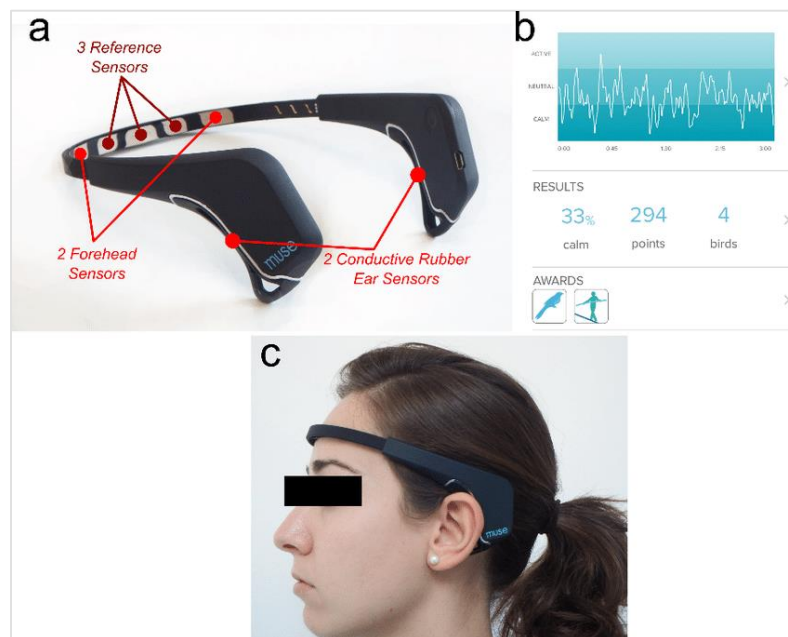 a
3 Reference
Sensors
2 Forehead
Sensors
muse
2 Conductive Rubber
Ear Sensors
b
ACTIVE
NEUTRAL
CALM
0:00
0:45
1:30
2:15
3:00
RESULTS
33%
294
4
calm
points
birds
AWARDS
c
muse